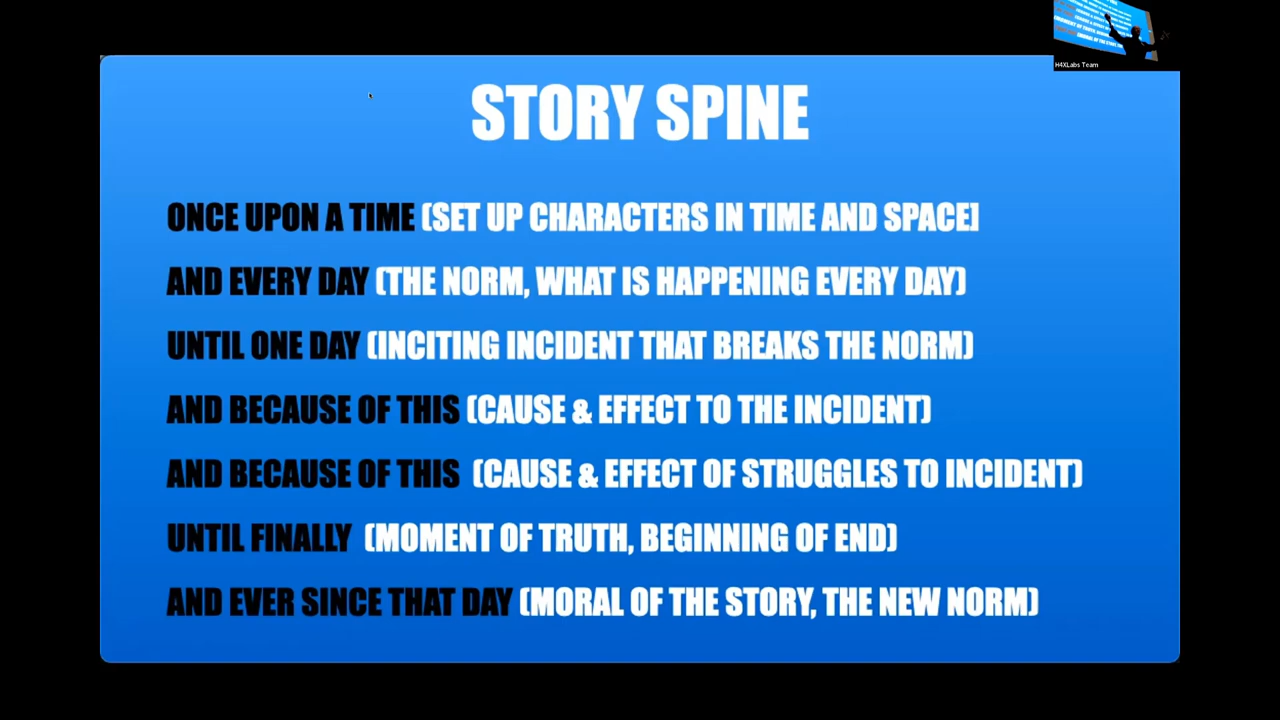 H4XLabs Team
STORY SPINE
ONCE UPON A TIME (SET UP CHARACTERS IN TIME AND SPACE]
AND EVERY DAY (THE NORM, WHAT IS HAPPENING EVERY DAY)
UNTIL ONE DAY (INCITING INCIDENT THAT BREAKS THE NORM)
AND BECAUSE OF THIS (CAUSE & EFFECT TO THE INCIDENT)
AND BECAUSE OF THIS (CAUSE & EFFECT OF STRUGGLES TO INCIDENT)
UNTIL FINALLY (MOMENT OF TRUTH, BEGINNING OF END)
AND EVER SINCE THAT DAY (MORAL OF THE STORY, THE NEW NORM)